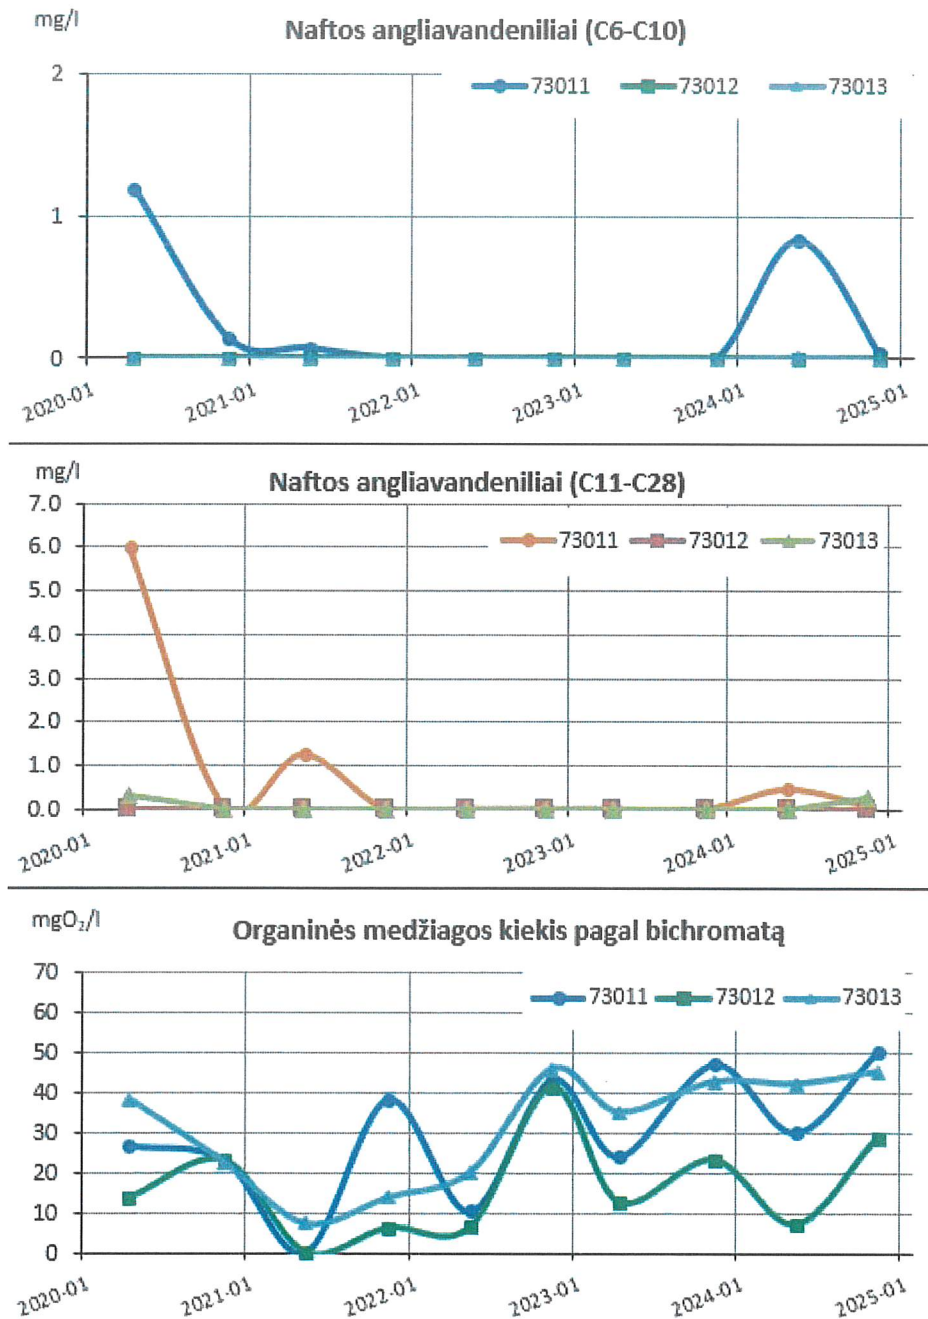 mg/l
Naftos angliavandeniliai (C6-C10)
73011 73012 73013
2
1
0
2020-01 2021-01 2022-01 2023-01 2024-01 2025-01
mg/l
Naftos angliavandeniliai (C11-C28)
73011 73012 73013
7.0
6.0
5.0
4.0
3.0
2.0
1.0
0.0
2020-01 2021-01 2022-01 2023-01 2024-01 2025-01
mgO₂/l
Organinės medžiagos kiekis pagal bichromatą
73011 73012 73013
70
60
50
40
30
20
10
0
2020-01 2021-01 2022-01 2023-01 2024-01 2025-01